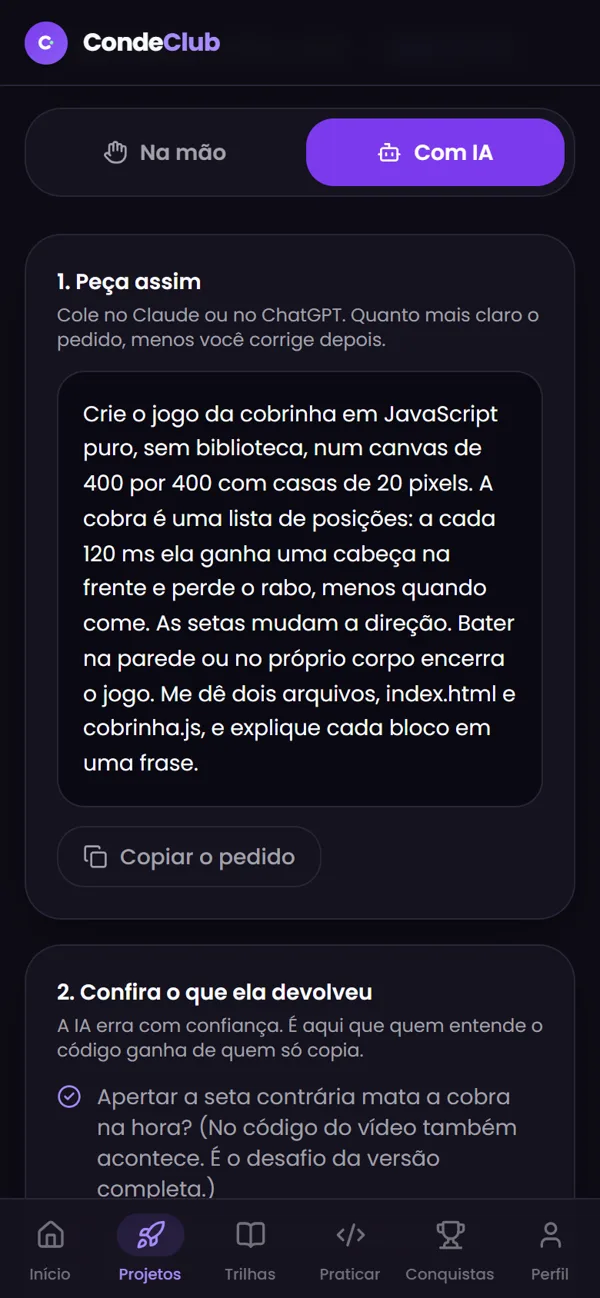 CondeClub
Na mão
Com IA
1. Peça assim
Cole no Claude ou no ChatGPT. Quanto mais claro o
pedido, menos você corrige depois.
Crie o jogo da cobrinha em JavaScript
puro, sem biblioteca, num canvas de
400 por 400 com casas de 20 pixels. A
cobra é uma lista de posições: a cada
120 ms ela ganha uma cabeça na
frente e perde o rabo, menos quando
come. As setas mudam a direção. Bater
na parede ou no próprio corpo encerra
o jogo. Me dê dois arquivos, index.html e
cobrinha.js, e explique cada bloco em
uma frase.
Copiar o pedido
2. Confira o que ela devolveu
A IA erra com confiança. É aqui que quem entende o
código ganha de quem só copia.
Apertar a seta contrária mata a cobra
na hora? (No código do vídeo também
acontece. É o desafio da versão
completa.)
Início
Projetos
Trilhas
Praticar
Conquistas
Perfil